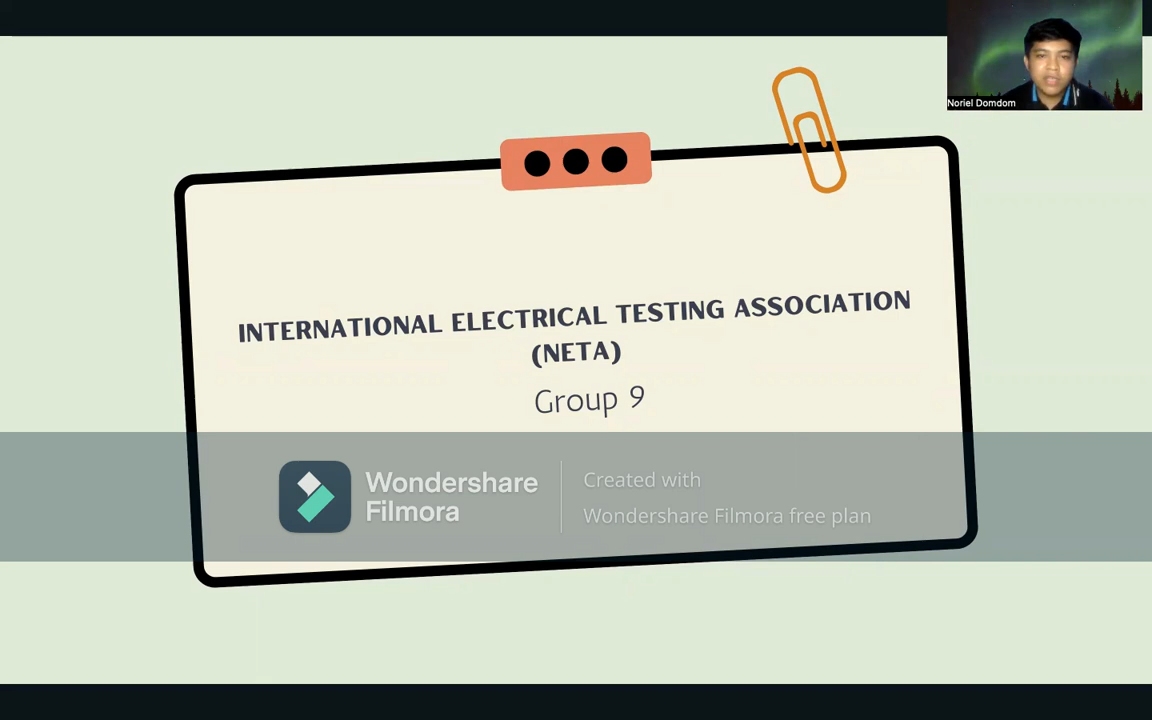 Noriel Domdom
INTERNATIONAL ELECTRICAL TESTING ASSOCIATION
(NETA)
Group 9
Wondershare
Filmora
Created with
Wondershare Filmora free plan